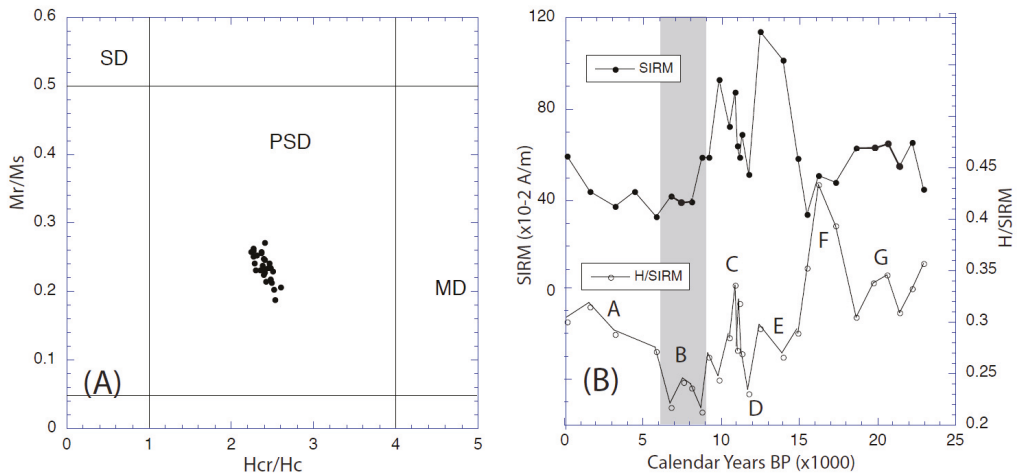 0.6
0.5
0.4
0.3
0.2
0.1
0
Mr/Ms
SD
PSD
MD
(A)
0 1 2 3 4 5
Hcr/Hc
120
80
40
0
SIRM (x10-2 A/m)
SIRM
H/SIRM
A
B
C
D
E
F
G
(B)
0.45
0.4
0.35
0.3
0.25
0.2
H/SIRM
0 5 10 15 20 25
Calendar Years BP (x1000)